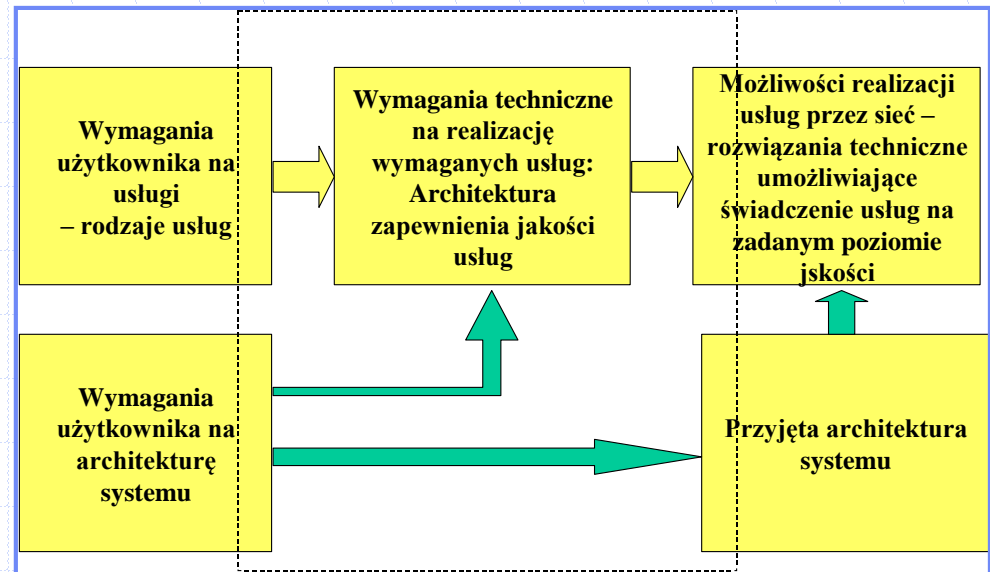 Wymagania
użytkownika na
usługi
– rodzaje usług
Wymagania techniczne
na realizację
wymaganych usług:
Architektura
zapewnienia jakości
usług
Możliwości realizacji
usług przez sieć –
rozwiązania techniczne
umożliwiające
świadczenie usług na
zadanym poziomie
jskości
Wymagania
użytkownika na
architekturę
systemu
Przyjęta architektura
systemu